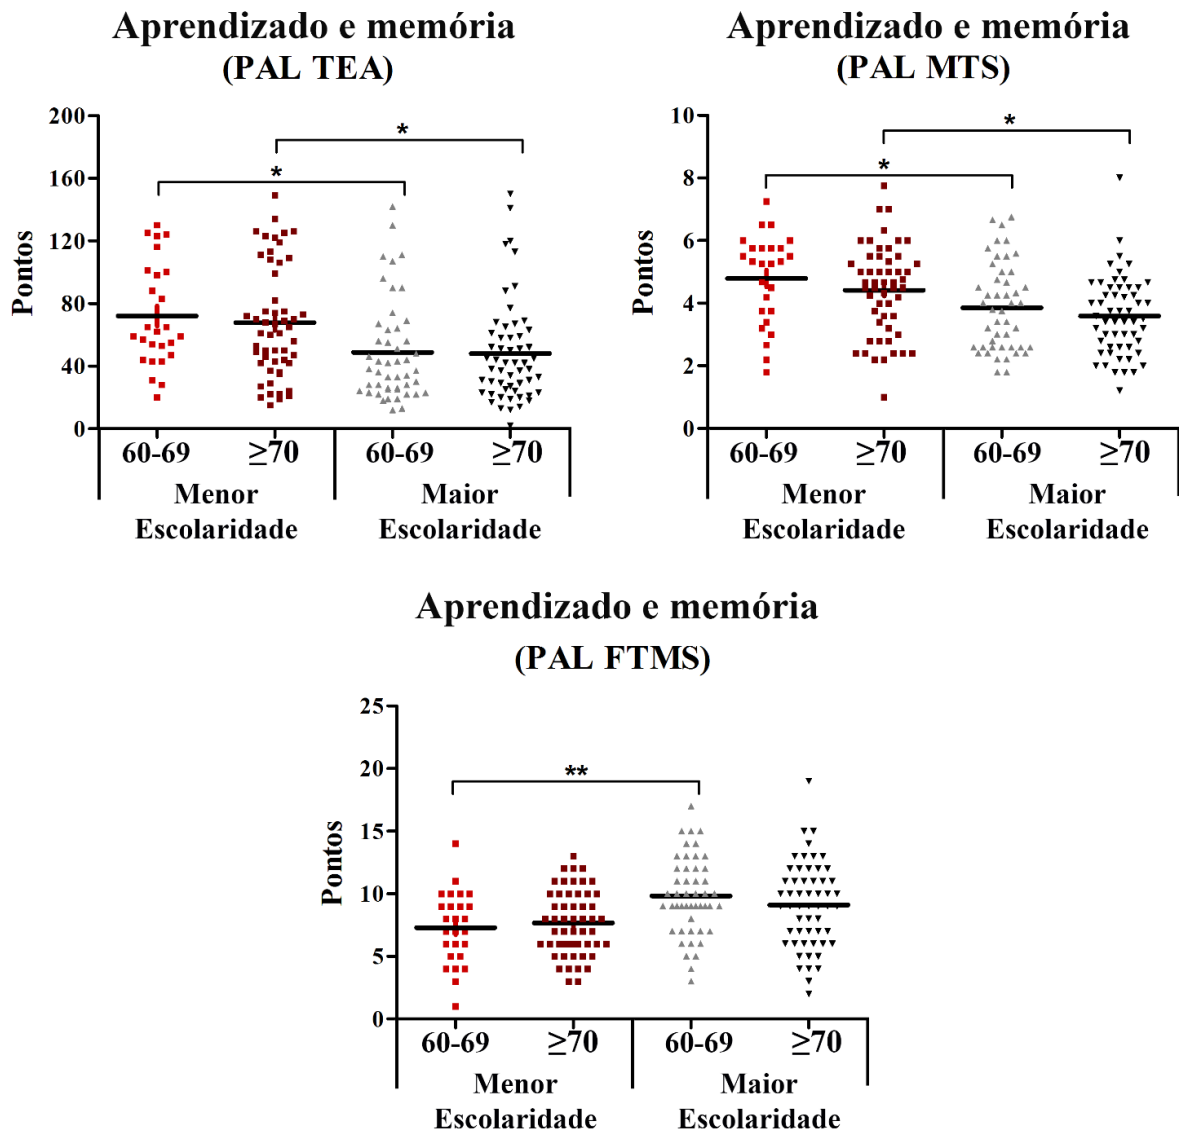 Aprendizado e memória
(PAL TEA)
200
160
120
80
40
0
Pontos
*
*
60-69
≥70
60-69
≥70
Menor
Escolaridade
Maior
Escolaridade
Aprendizado e memória
(PAL MTS)
10
8
6
4
2
0
Pontos
*
*
60-69
≥70
60-69
≥70
Menor
Escolaridade
Maior
Escolaridade
Aprendizado e memória
(PAL FTMS)
25
20
15
10
5
0
Pontos
**
60-69
≥70
60-69
≥70
Menor
Escolaridade
Maior
Escolaridade